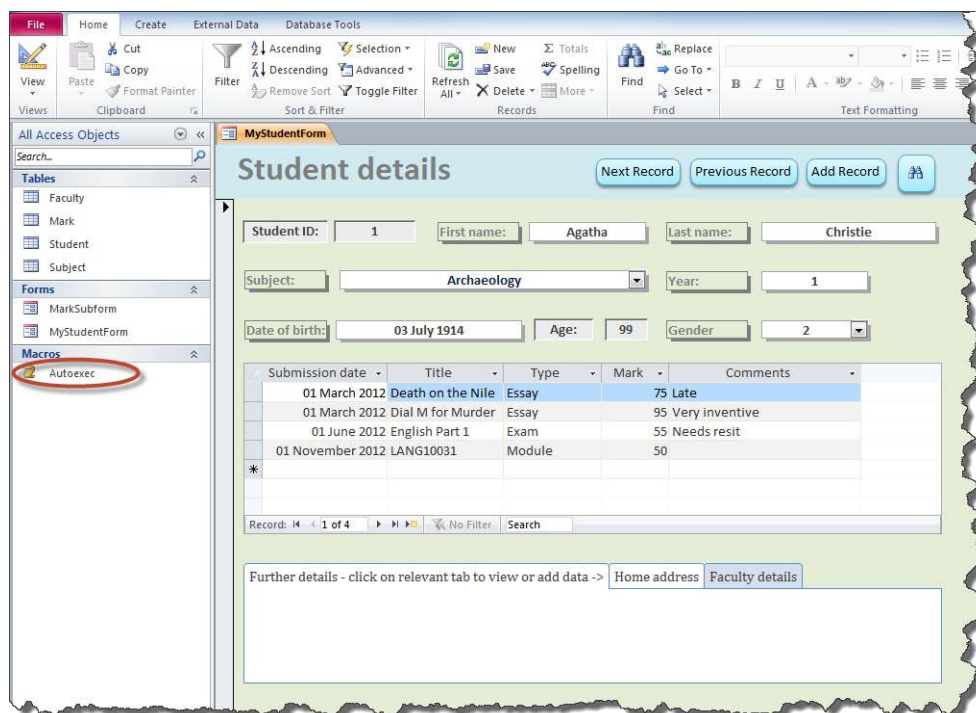 File Home Create External Data Database Tools
Cut Ascending Selection New Σ Totals Replace
Copy Descending Advanced Save Spelling Go To
View Paste Format Painter Filter Remove Sort Toggle Filter Refresh All Delete More Find Select B I U A
Views Clipboard Sort & Filter Records Find Text Formatting
All Access Objects «
Search...
Tables
Faculty
Mark
Student
Subject
Forms
MarkSubform
MyStudentForm
Macros
Autoexec
MyStudentForm
Student details Next Record Previous Record Add Record
Student ID: 1 First name: Agatha Last name: Christie
Subject: Archaeology Year: 1
Date of birth: 03 July 1914 Age: 99 Gender 2
Submission date Title Type Mark Comments
01 March 2012 Death on the Nile Essay 75 Late
01 March 2012 Dial M for Murder Essay 95 Very inventive
01 June 2012 English Part 1 Exam 55 Needs resit
01 November 2012 LANG10031 Module 50
*
Record: 1 of 4 No Filter Search
Further details - click on relevant tab to view or add data -> Home address Faculty details